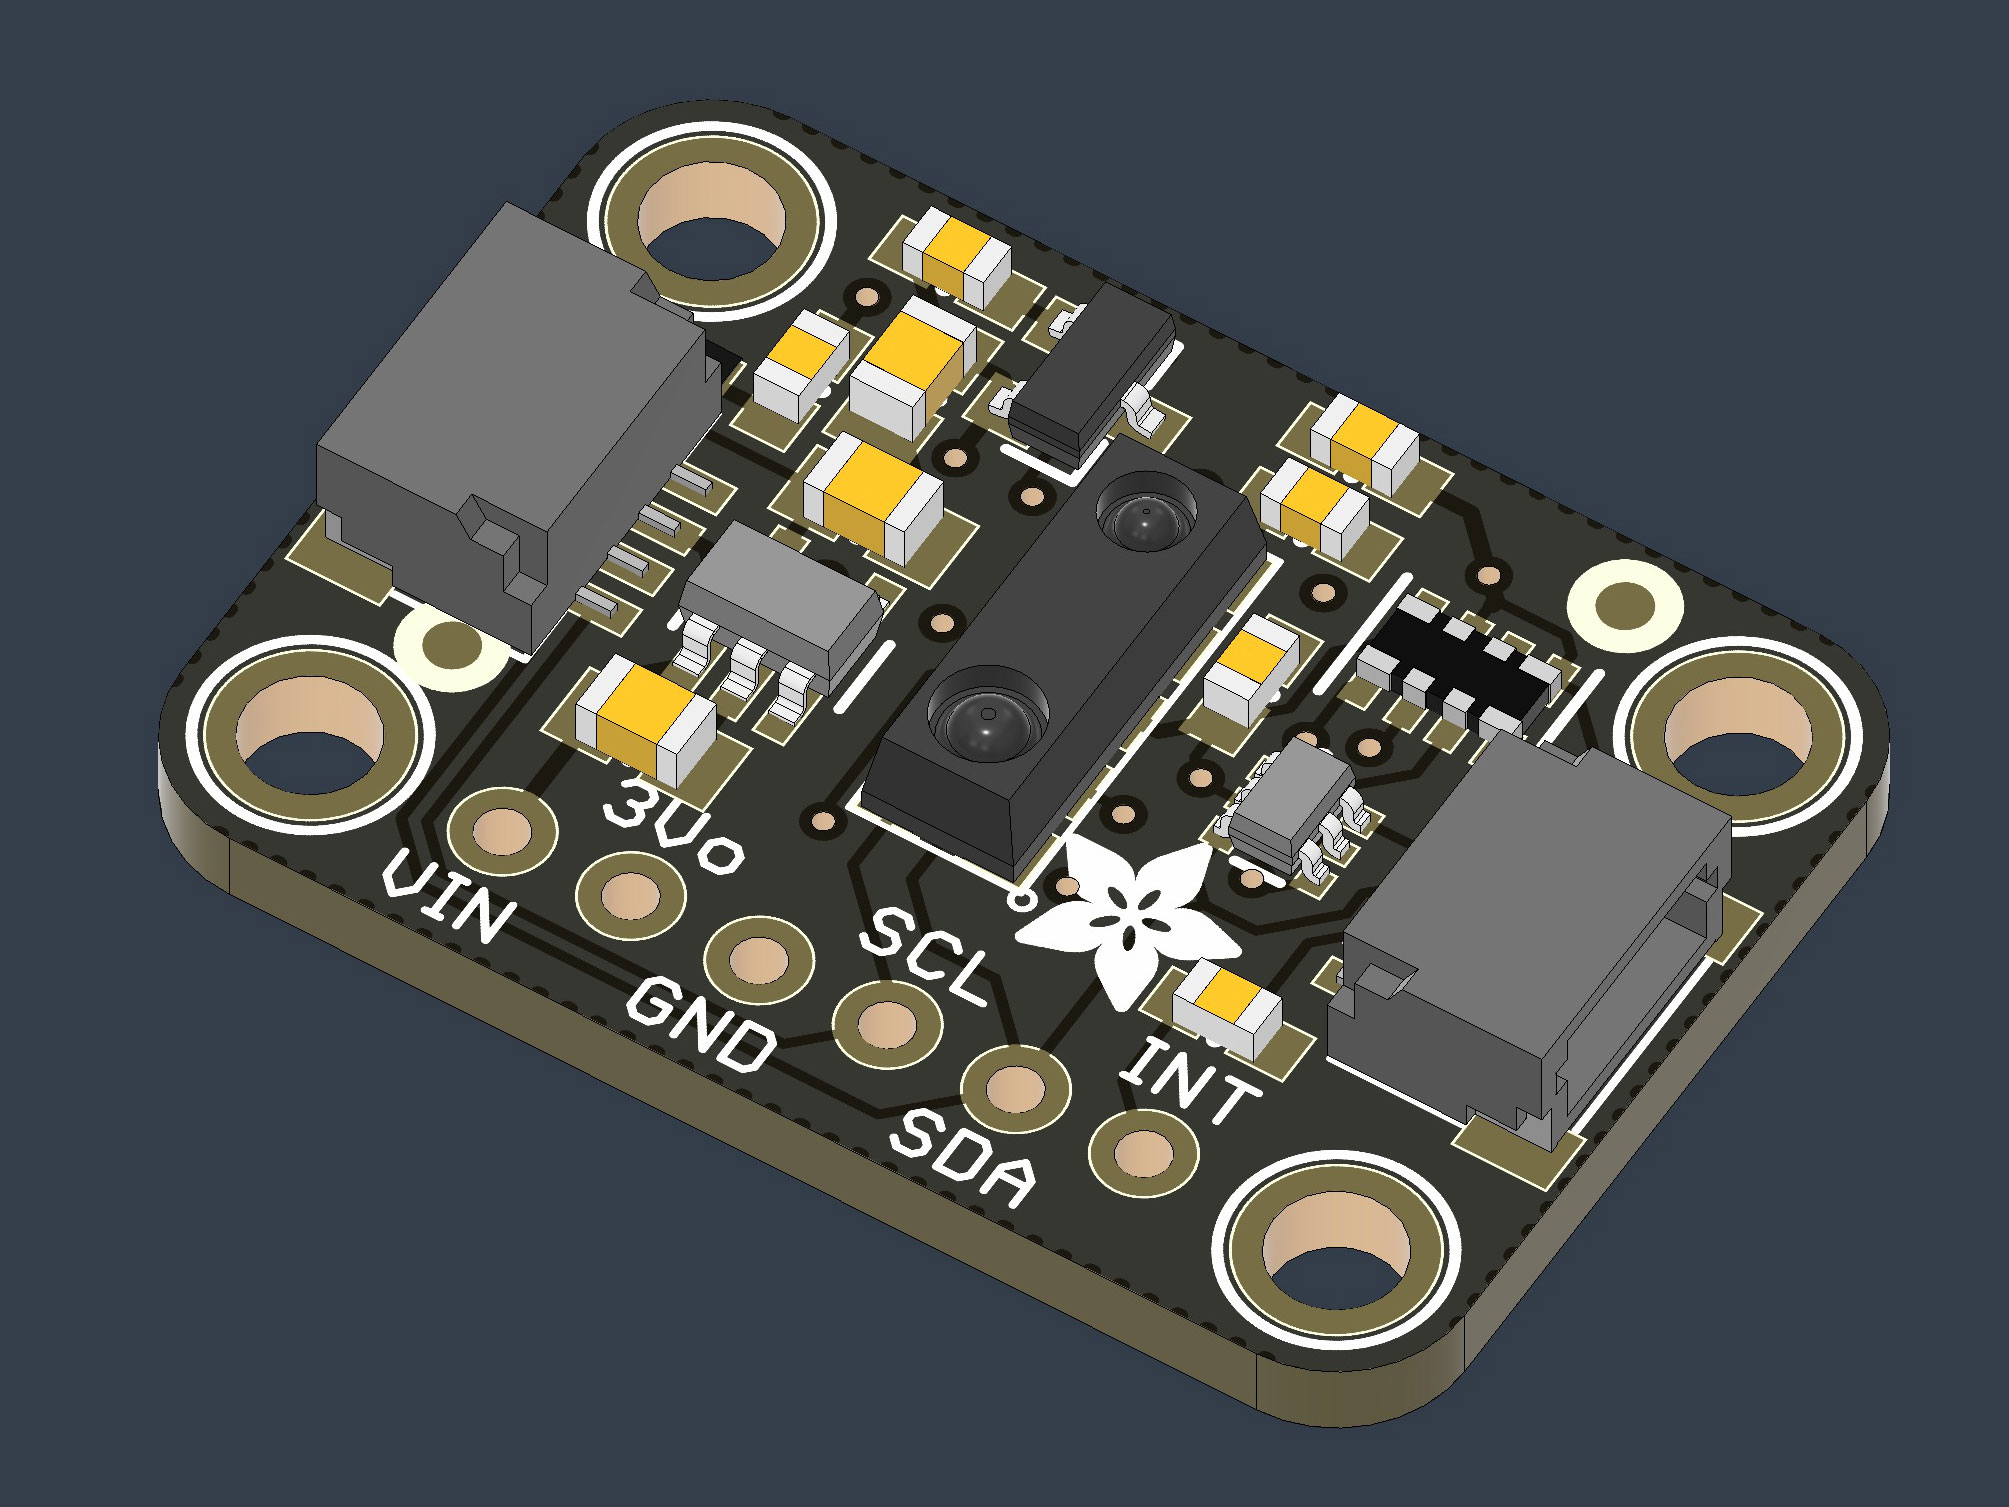 VIN
3Vo
GND
SCL
SDA
INT